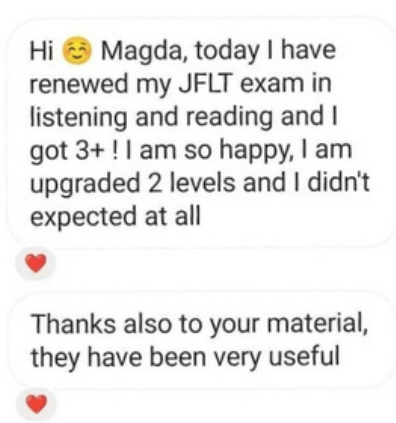 Hi ☺️ Magda, today I have
renewed my JFLT exam in
listening and reading and I
got 3+ ! I am so happy, I am
upgraded 2 levels and I didn't
expected at all
❤️
Thanks also to your material,
they have been very useful
❤️